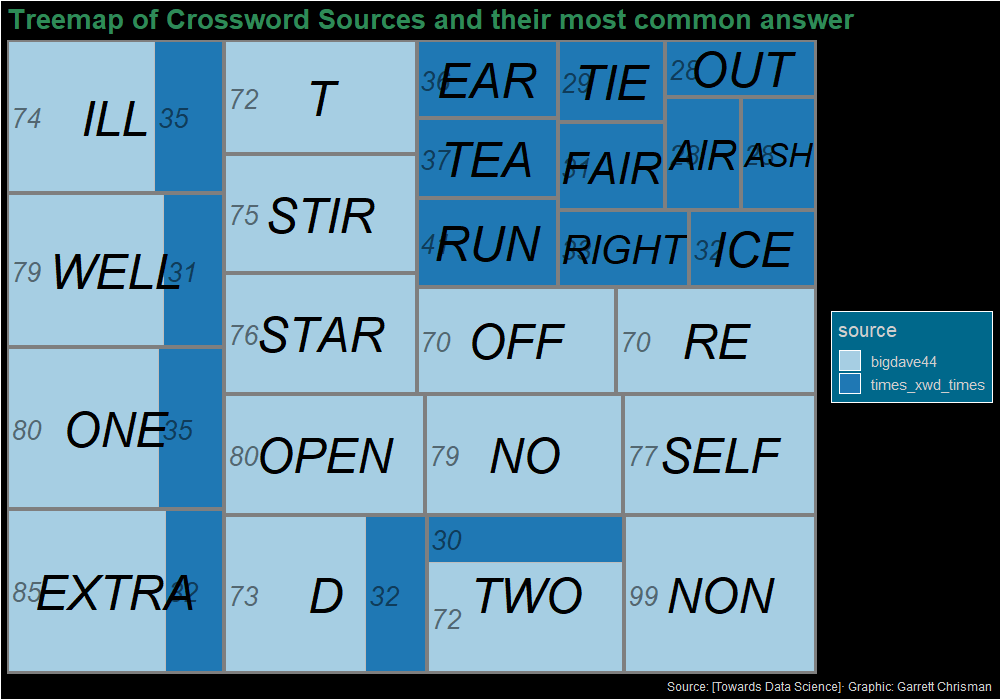 Treemap of Crossword Sources and their most common answer
74 ILL 35
79 WELL 31
80 ONE 35
85 EXTRA 32
72 T
75 STIR
76 STAR
80 OPEN
73 D 32
36 EAR
37 TEA
RUN
29 TIE
31 FAIR
28 OUT
AIR
28 ASH
33 RIGHT
32 ICE
70 OFF
70 RE
79 NO
77 SELF
30
TWO
72
99 NON
source
bigdave44
times_xwd_times
Source: [Towards Data Science]· Graphic: Garrett Chrisman